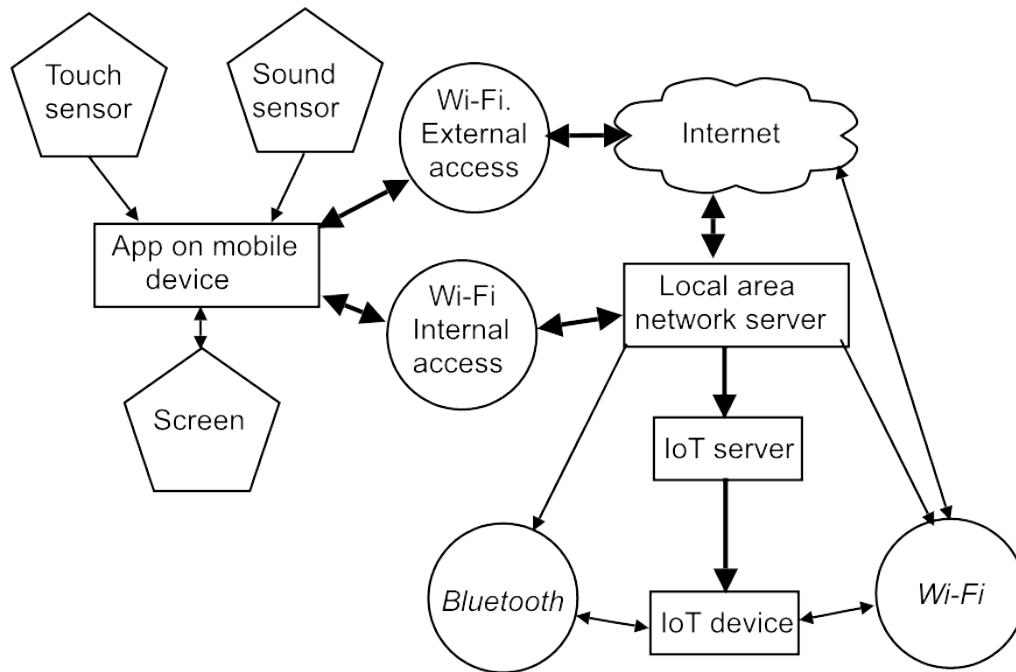 Touch
sensor
Sound
sensor
Wi-Fi.
External
access
Internet
App on mobile
device
Wi-Fi
Internal
access
Local area
network server
Screen
IoT server
Bluetooth
IoT device
Wi-Fi